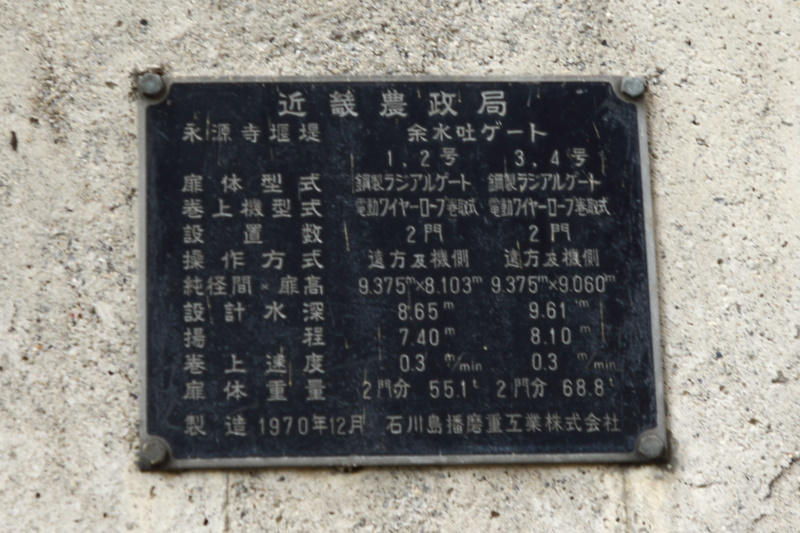 近畿農政局
永源寺堰堤 余水吐ゲート
1,2号 3,4号
扉体型式 鋼製ラジアルゲート 鋼製ラジアルゲート
巻上機型式 電動ワイヤーロープ巻取式 電動ワイヤーロープ巻取式
設置数 2門 2門
操作方式 遠方及機側 遠方及機側
純径間×扉高 9.375m×8.103m 9.375m×9.060m
設計水深 8.65m 9.61m
揚程 7.40m 8.10m
巻上速度 0.3m/min 0.3m/min
扉体重量 2門分 55.1t 2門分 68.8t
製造 1970年12月 石川島播磨重工業株式会社